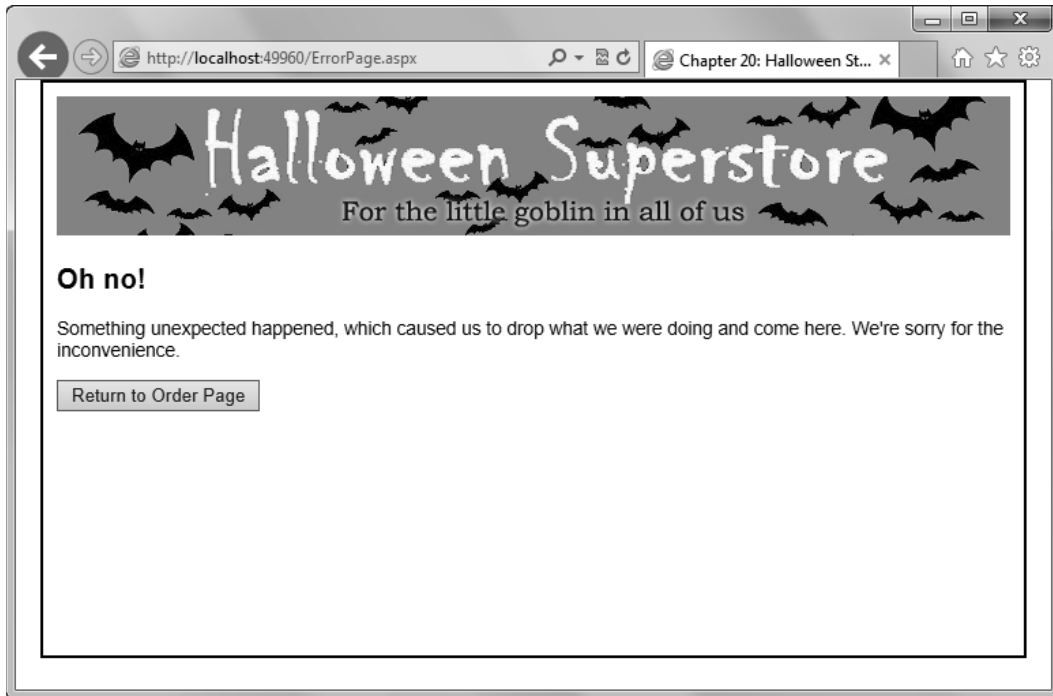 http://localhost:49960/ErrorPage.aspx
Chapter 20: Halloween St...
Halloween Superstore
For the little goblin in all of us
Oh no!
Something unexpected happened, which caused us to drop what we were doing and come here. We're sorry for the
inconvenience.
Return to Order Page